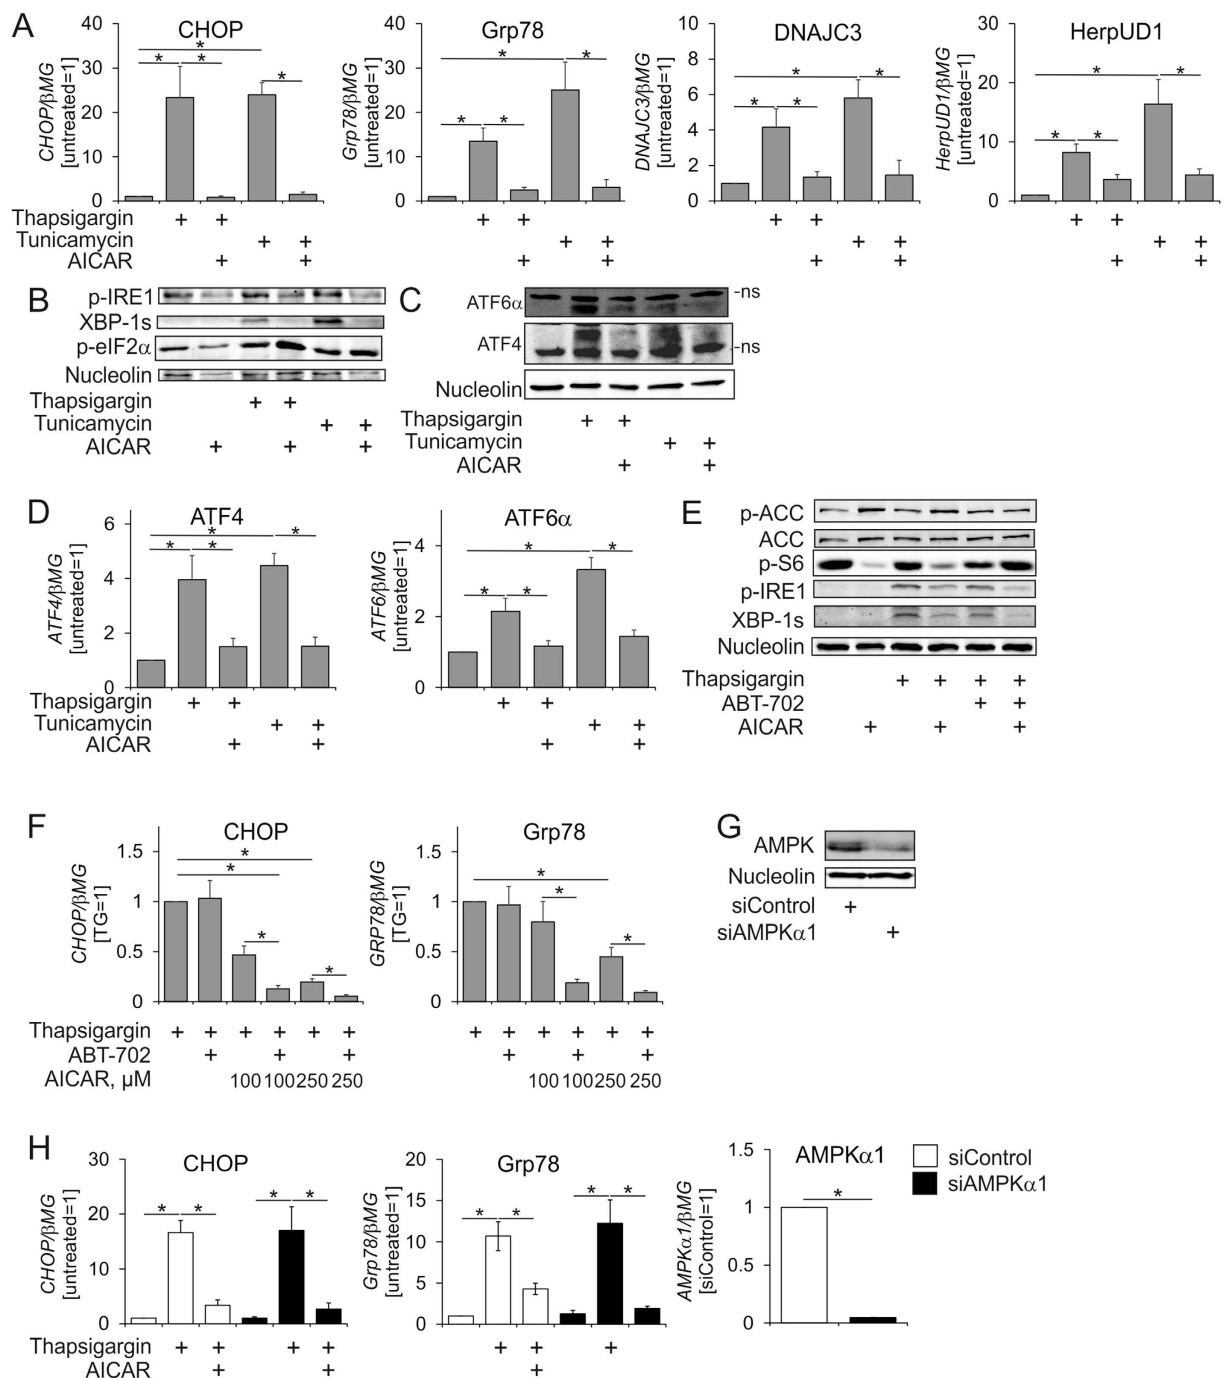 A
CHOP
Grp78
DNAJC3
HerpUD1
CHOP/βMG
[untreated=1]
40
30
20
10
0
* * * * *
Grp78/βMG
[untreated=1]
40
30
20
10
0
* * * *
DNAJC3/βMG
[untreated=1]
10
8
6
4
2
0
* * * *
HerpUD1/βMG
[untreated=1]
30
20
10
0
* * * *
Thapsigargin + + + + + + + +
Tunicamycin + + + + + + + +
AICAR + + + + + + + +
B
p-IRE1
XBP-1s
p-eIF2α
Nucleolin
Thapsigargin + +
Tunicamycin + +
AICAR + + +
C
ATF6α -ns
ATF4 -ns
Nucleolin
Thapsigargin + +
Tunicamycin + +
AICAR + +
D
ATF4
ATF4/βMG
[untreated=1]
6
4
2
0
* * * *
ATF6α
ATF6/βMG
[untreated=1]
4
2
0
* * * *
Thapsigargin + + + +
Tunicamycin + + + +
AICAR + + + +
E
p-ACC
ACC
p-S6
p-IRE1
XBP-1s
Nucleolin
Thapsigargin + + + +
ABT-702 + +
AICAR + + +
F
CHOP
CHOP/βMG
[TG=1]
1.5
1
0.5
0
* * * *
Grp78
GRP78/βMG
[TG=1]
1.5
1
0.5
0
* * *
Thapsigargin + + + + + + + + + + + +
ABT-702 + + + + + +
AICAR, µM 100 100 250 250 100 100 250 250
G
AMPK
Nucleolin
siControl +
siAMPKα1 +
H
CHOP
CHOP/βMG
[untreated=1]
30
20
10
0
* * * *
Grp78
Grp78/βMG
[untreated=1]
20
15
10
5
0
* * * *
AMPKα1
AMPKα1/βMG
[siControl=1]
1.5
1
0.5
0
*
siControl
siAMPKα1
Thapsigargin + + + + + + +
AICAR + + +